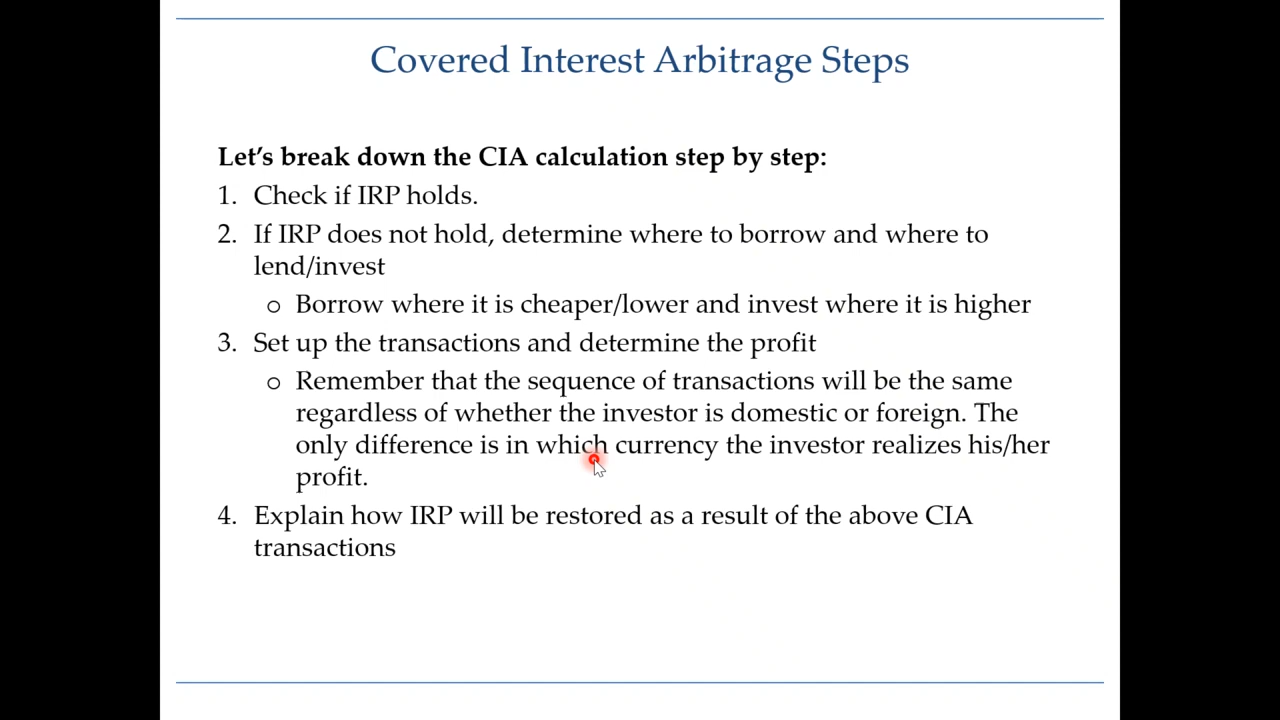 Covered Interest Arbitrage Steps
Let's break down the CIA calculation step by step:
1. Check if IRP holds.
2. If IRP does not hold, determine where to borrow and where to
lend/invest
o Borrow where it is cheaper/lower and invest where it is higher
3. Set up the transactions and determine the profit
o Remember that the sequence of transactions will be the same
regardless of whether the investor is domestic or foreign. The
only difference is in which currency the investor realizes his/her
profit.
4. Explain how IRP will be restored as a result of the above CIA
transactions